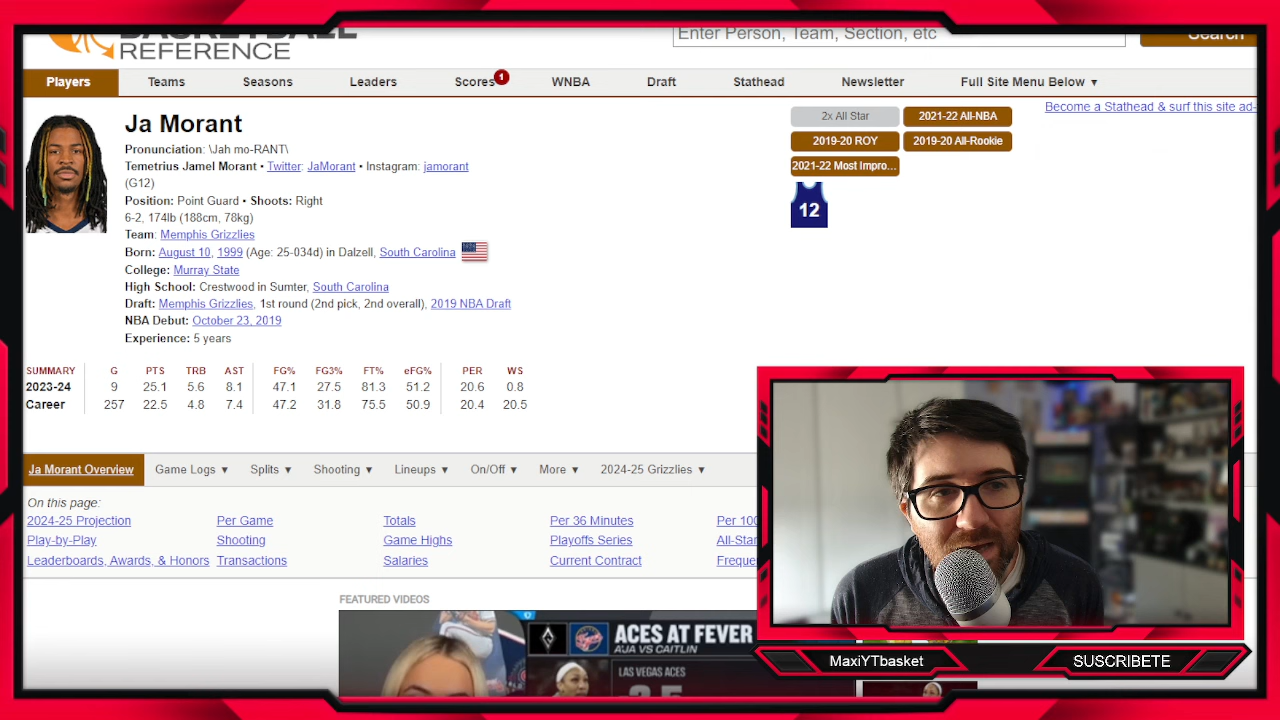 BASKETBALL
REFERENCE
Enter Person, Team, Section, etc
Search
Players
Teams
Seasons
Leaders
Scores
1
WNBA
Draft
Stathead
Newsletter
Full Site Menu Below ▼
Become a Stathead & surf this site ad-
Ja Morant
Pronunciation: \Jah mo-RANT\
Temetrius Jamel Morant • Twitter: JaMorant • Instagram: jamorant
(G12)
Position: Point Guard • Shoots: Right
6-2, 174lb (188cm, 78kg)
Team: Memphis Grizzlies
Born: August 10, 1999 (Age: 25-034d) in Dalzell, South Carolina
College: Murray State
High School: Crestwood in Sumter, South Carolina
Draft: Memphis Grizzlies, 1st round (2nd pick, 2nd overall), 2019 NBA Draft
NBA Debut: October 23, 2019
Experience: 5 years
2x All Star
2021-22 All-NBA
2019-20 ROY
2019-20 All-Rookie
2021-22 Most Impro...
12
SUMMARY G PTS TRB AST FG% FG3% FT% eFG% PER WS
2023-24 9 25.1 5.6 8.1 47.1 27.5 81.3 51.2 20.6 0.8
Career 257 22.5 4.8 7.4 47.2 31.8 75.5 50.9 20.4 20.5
Ja Morant Overview
Game Logs ▼
Splits ▼
Shooting ▼
Lineups ▼
On/Off ▼
More ▼
2024-25 Grizzlies ▼
On this page:
2024-25 Projection Per Game Totals Per 36 Minutes Per 100
Play-by-Play Shooting Game Highs Playoffs Series All-Star
Leaderboards, Awards, & Honors Transactions Salaries Current Contract Freque
FEATURED VIDEOS
ACES AT FEVER
A'JA VS CAITLIN
LAS VEGAS ACES
MaxiYTbasket
SUSCRIBETE